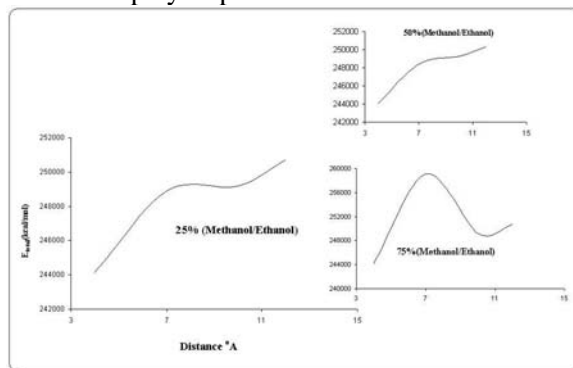 50%(Methanol/Ethanol)
252000
250000
248000
246000
244000
242000
3 7 11 15
252000
250000
248000
246000
244000
242000
3 7 11 15
25% (Methanol/Ethanol)
Distance °A
260000
256000
252000
248000
244000
240000
3 7 11 15
75%(Methanol/Ethanol)